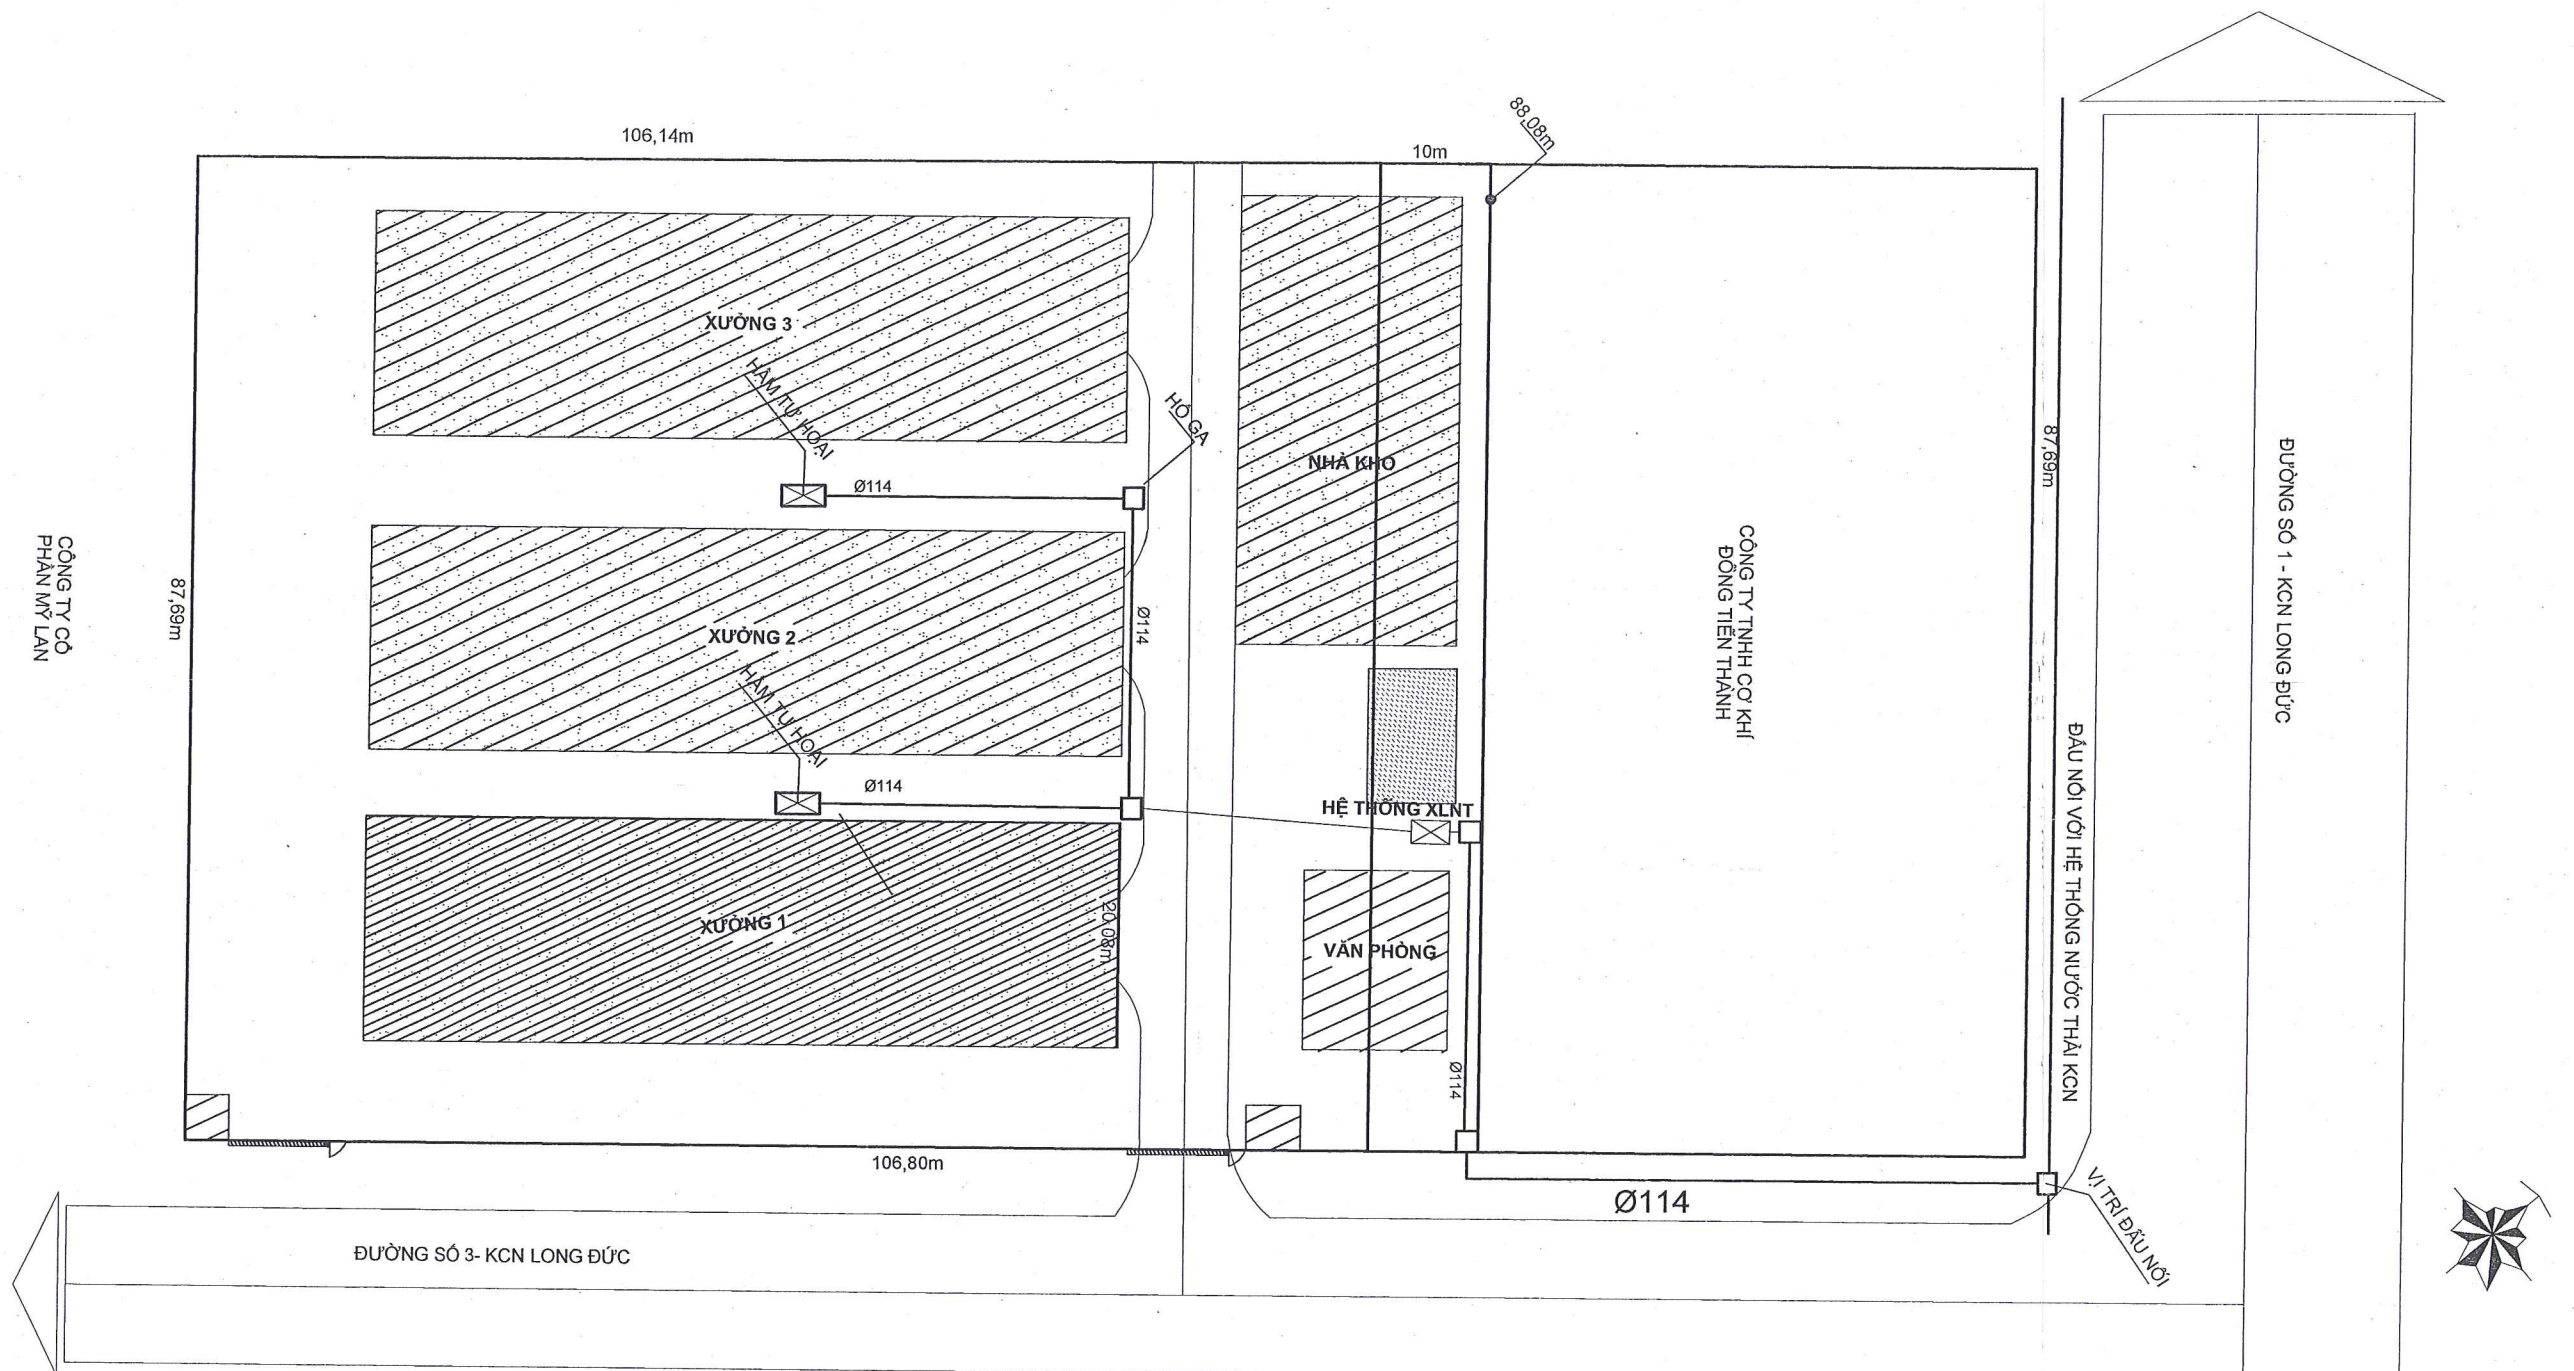 106,14m
10m
88,08m
XƯỞNG 3
HẦM TỰ HOẠI
HỐ GA
Ø114
NHÀ KHO
87,69m
ĐƯỜNG SỐ 1 - KCN LONG ĐỨC
CÔNG TY CỔ
PHẦN MỸ LAN
87,69m
XƯỞNG 2
Ø114
CÔNG TY TNHH CƠ KHÍ
ĐỒNG TIẾN THÀNH
HẦM TỰ HOẠI
Ø114
HỆ THỐNG XLNT
ĐẤU NỐI VỚI HỆ THỐNG NƯỚC THẢI KCN
XƯỞNG 1
20,08m
VĂN PHÒNG
Ø114
106,80m
Ø114
VỊ TRÍ ĐẤU NỐI
ĐƯỜNG SỐ 3- KCN LONG ĐỨC